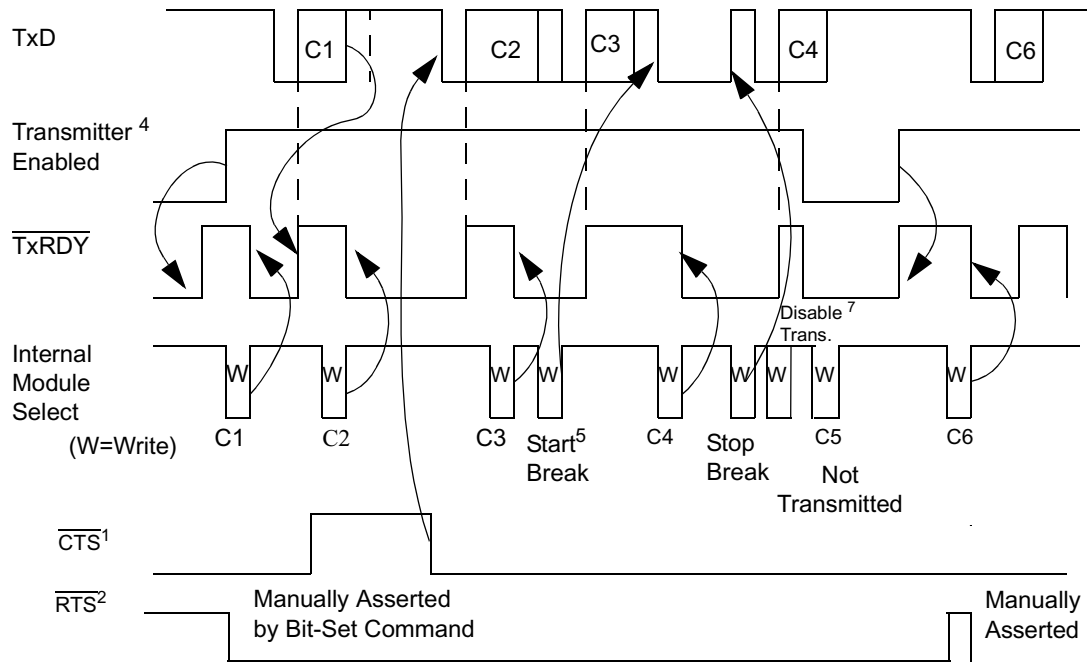 TxD
C1
C2
C3
C4
C6
Transmitter 4
Enabled
TxRDY
Disable 7
Trans.
Internal
Module
Select
W W W W W W W W W
(W=Write)
C1
C2
C3
Start5
Break
C4
Stop
Break
C5
Not
Transmitted
C6
CTS1
RTS2
Manually Asserted
by Bit-Set Command
Manually
Asserted